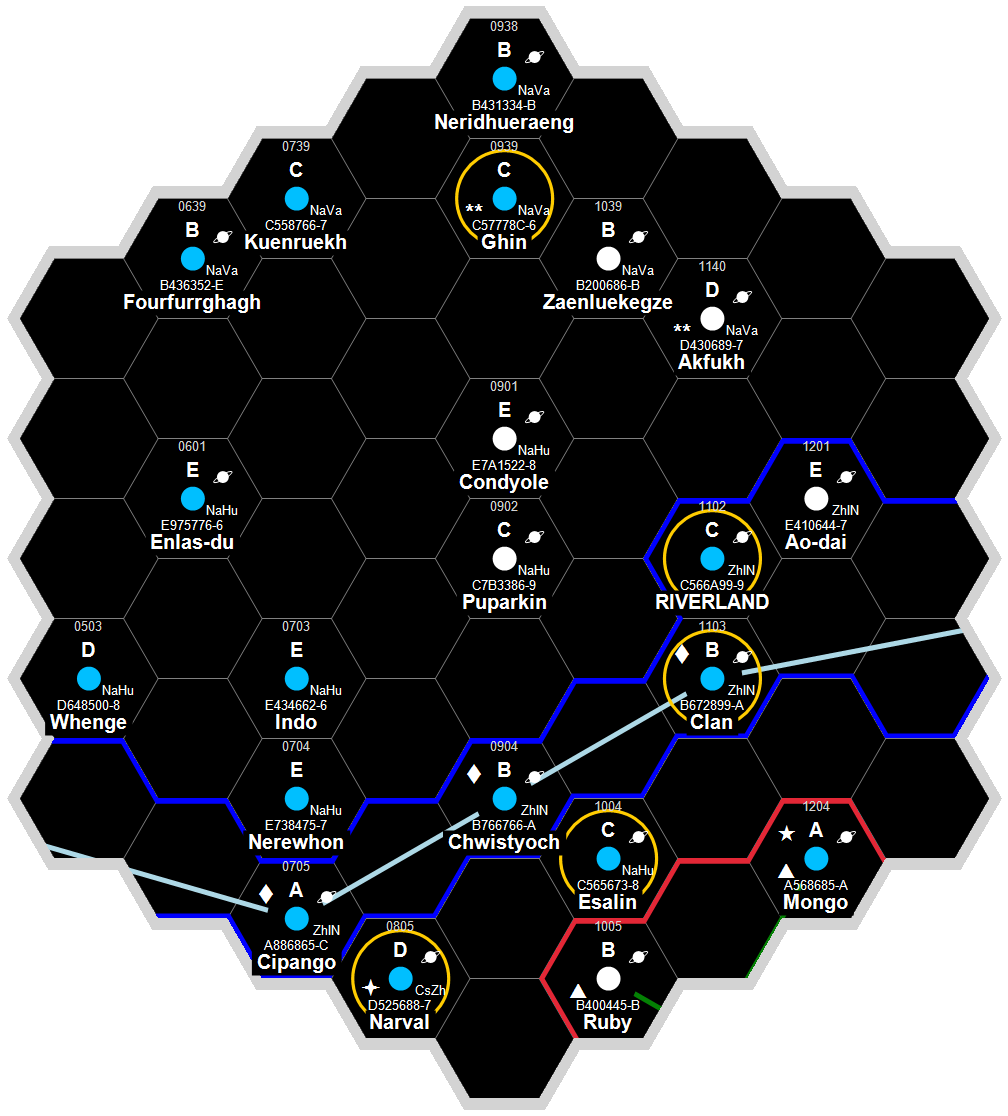 0938
B
NaVa
B431334-B
Neridhueraeng
0739
C
NaVa
C558766-7
Kuenruekh
0939
C
** NaVa
C57778C-6
Ghin
0639
B
NaVa
B436352-E
Fourfurrghagh
1039
B
NaVa
B200686-B
Zaenluekegze
1140
D
** NaVa
D430689-7
Akfukh
0901
E
NaHu
E7A1522-8
Condyole
0601
E
NaHu
E975776-6
Enlas-du
1201
E
ZhIN
E410644-7
Ao-dai
0902
C
NaHu
C7B3386-9
Puparkin
1102
C
ZhIN
C566A99-9
RIVERLAND
0503
D
NaHu
D648500-8
Whenge
0703
E
NaHu
E434662-6
Indo
1103
B
ZhIN
B672899-A
Clan
0704
E
NaHu
E738475-7
Nerewhon
0904
B
ZhIN
B766766-A
Chwistyoch
1004
C
NaHu
C565673-8
Esalin
1204
A
A568685-A
Mongo
0705
A
ZhIN
A886865-C
Cipango
0805
D
CsZh
D525688-7
Narval
1005
B
B400445-B
Ruby